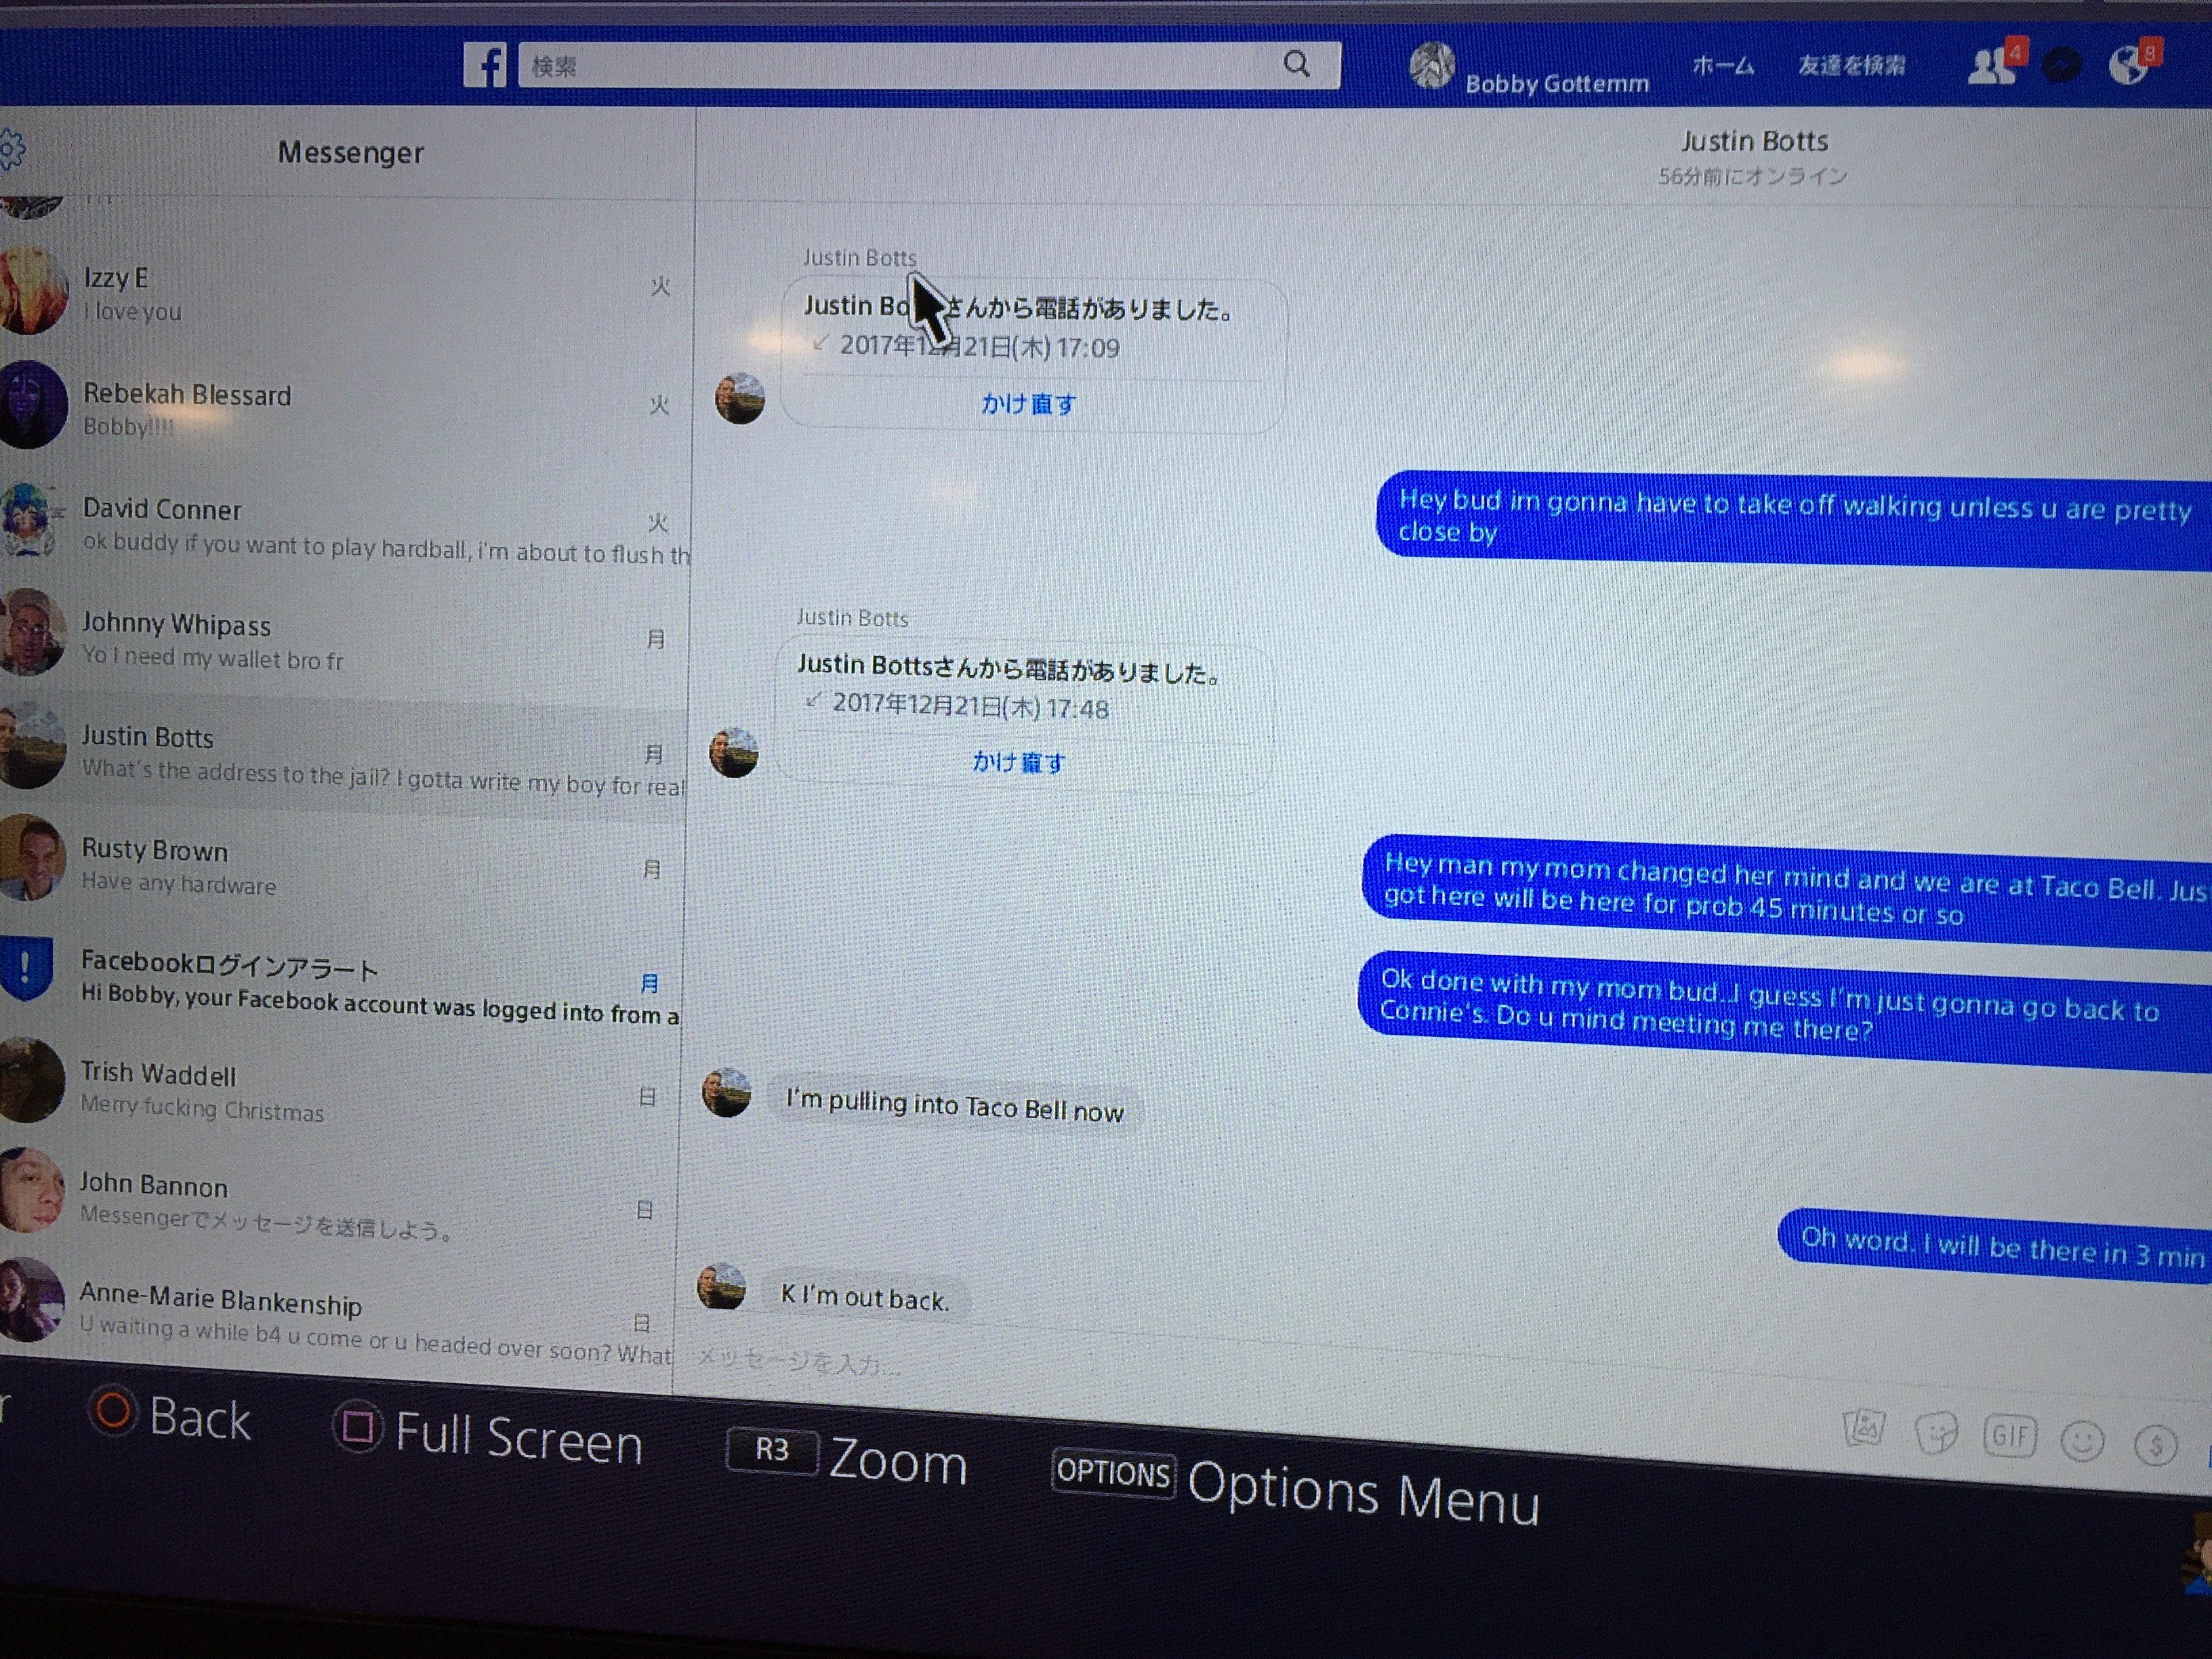 f 検索
Bobby Gottemm ホーム 友達を検索 4 8
Messenger
Justin Botts
56分前にオンライン
Izzy E
火
I love you
Rebekah Blessard
火
Bobby!!!!
David Conner
火
ok buddy if you want to play hardball, i'm about to flush th
Johnny Whipass
月
Yo I need my wallet bro fr
Justin Botts
月
What's the address to the jail? I gotta write my boy for real
Rusty Brown
月
Have any hardware
Facebookログインアラート
月
Hi Bobby, your Facebook account was logged into from a
Trish Waddell
日
Merry fucking Christmas
John Bannon
日
Messengerでメッセージを送信しよう。
Anne-Marie Blankenship
日
U waiting a while b4 u come or u headed over soon? What
Justin Botts
Justin Bo さんから電話がありました。
2017年12月21日(木) 17:09
かけ直す
Hey bud im gonna have to take off walking unless u are pretty
close by
Justin Botts
Justin Bottsさんから電話がありました。
2017年12月21日(木) 17:48
かけ直す
Hey man my mom changed her mind and we are at Taco Bell. Jus
got here will be here for prob 45 minutes or so
Ok done with my mom bud..I guess I'm just gonna go back to
Connie's. Do u mind meeting me there?
I'm pulling into Taco Bell now
Oh word. I will be there in 3 min
K I'm out back.
メッセージを入力...
GIF
$
Back
Full Screen
R3 Zoom
OPTIONS Options Menu